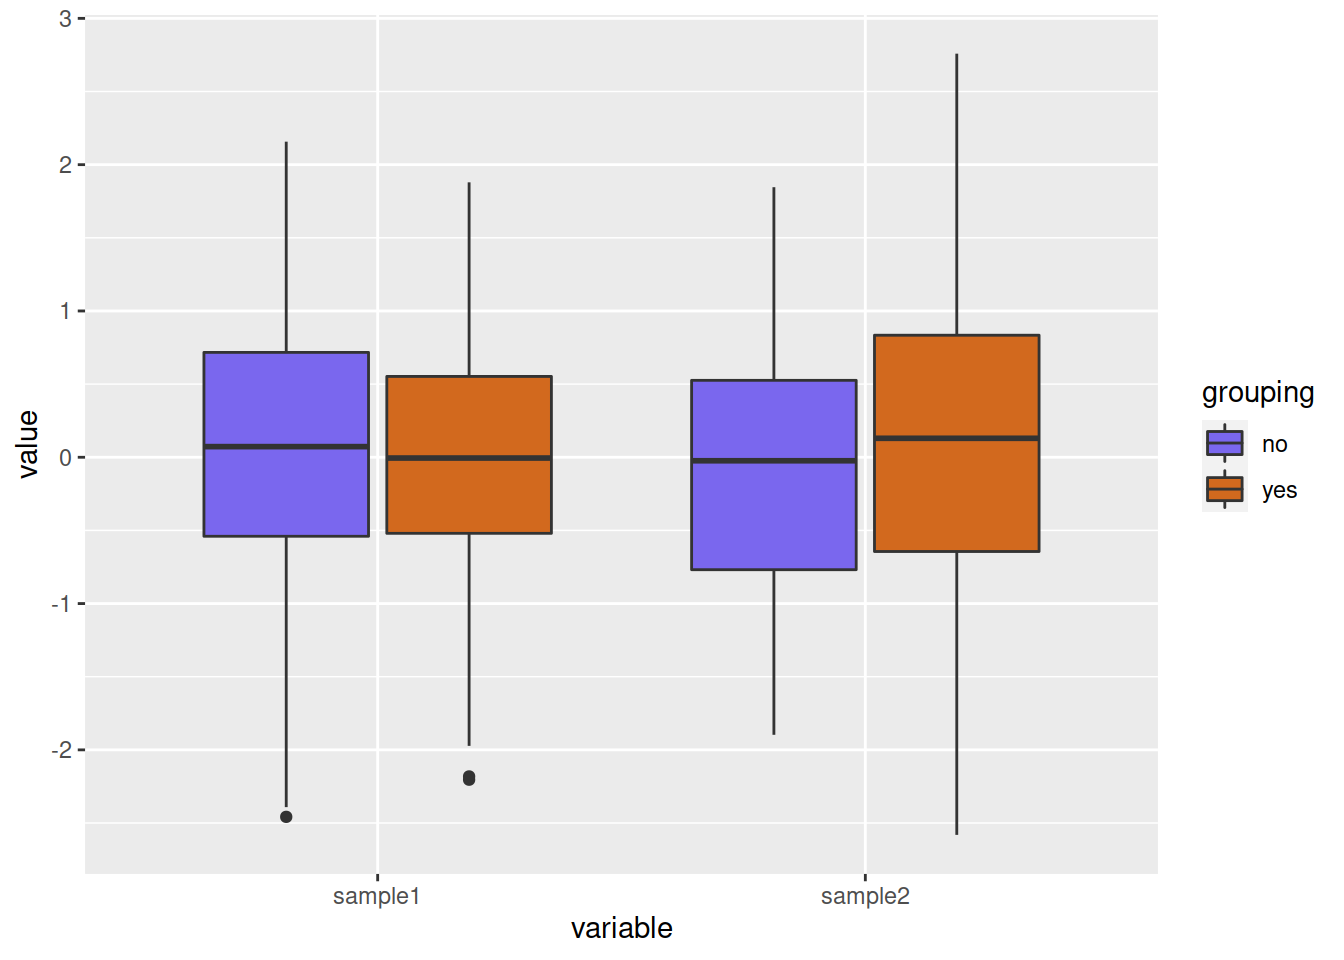 3
2
1
0
-1
-2
value
sample1
sample2
variable
grouping
no
yes